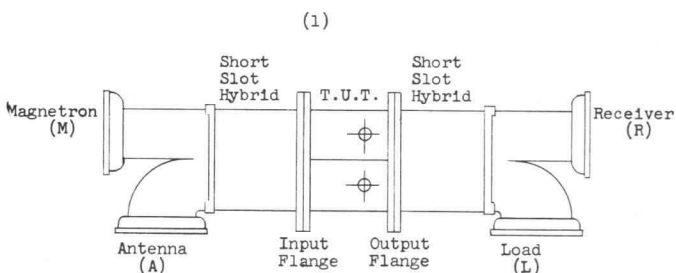 (1)
Short Slot Hybrid
T.U.T.
Short Slot Hybrid
Magnetron (M)
Receiver (R)
Antenna (A)
Input Flange
Output Flange
Load (L)